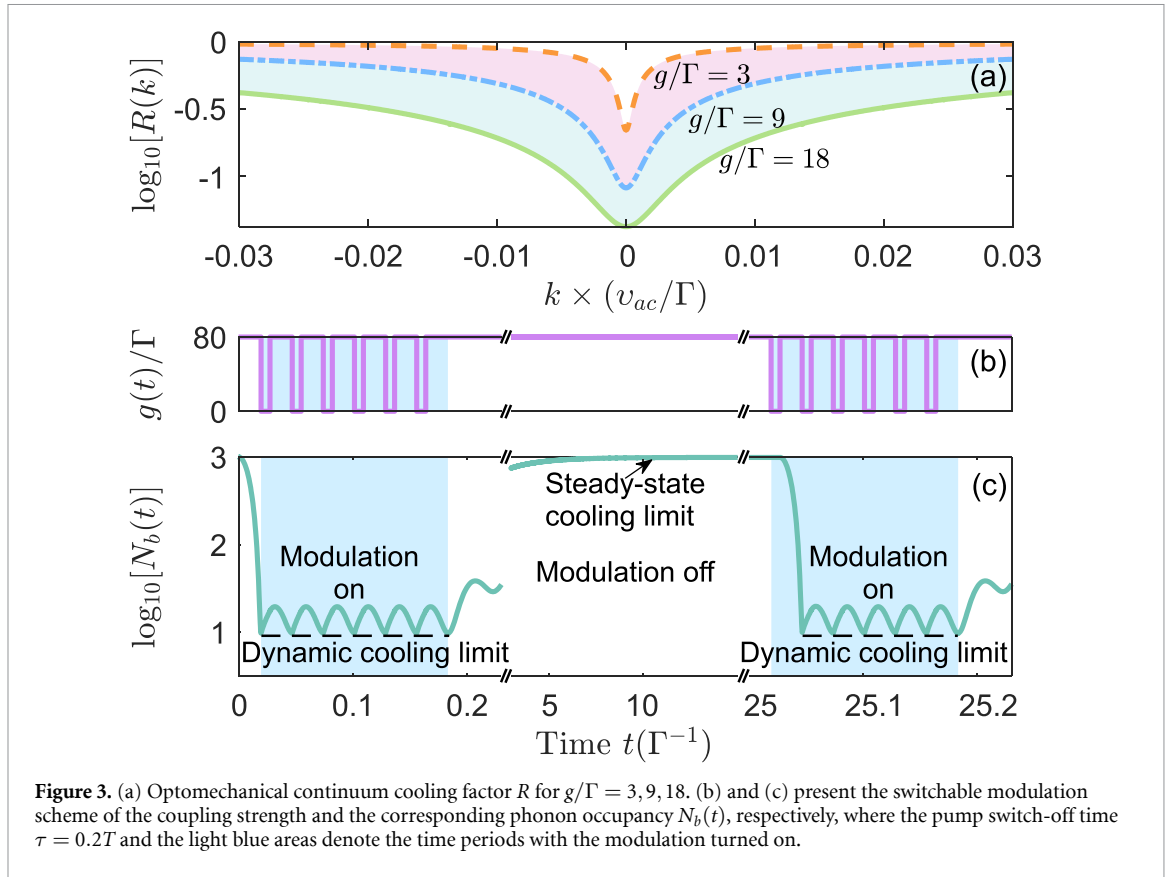 0
-0.5
-1
log₁₀[R(k)]
g/Γ = 3
g/Γ = 9
g/Γ = 18
(a)
-0.03 -0.02 -0.01 0 0.01 0.02 0.03
k × (υ_ac/Γ)
80
0
g(t)/Γ
(b)
3
2
1
log₁₀[N_b(t)]
Steady-state
cooling limit
(c)
Modulation
on
Modulation off
Modulation
on
Dynamic cooling limit
Dynamic cooling limit
0 0.1 0.2 5 10 25 25.1 25.2
Time t(Γ⁻¹)
Figure 3. (a) Optomechanical continuum cooling factor R for g/Γ = 3, 9, 18. (b) and (c) present the switchable modulation
scheme of the coupling strength and the corresponding phonon occupancy N_b(t), respectively, where the pump switch-off time
τ = 0.2T and the light blue areas denote the time periods with the modulation turned on.